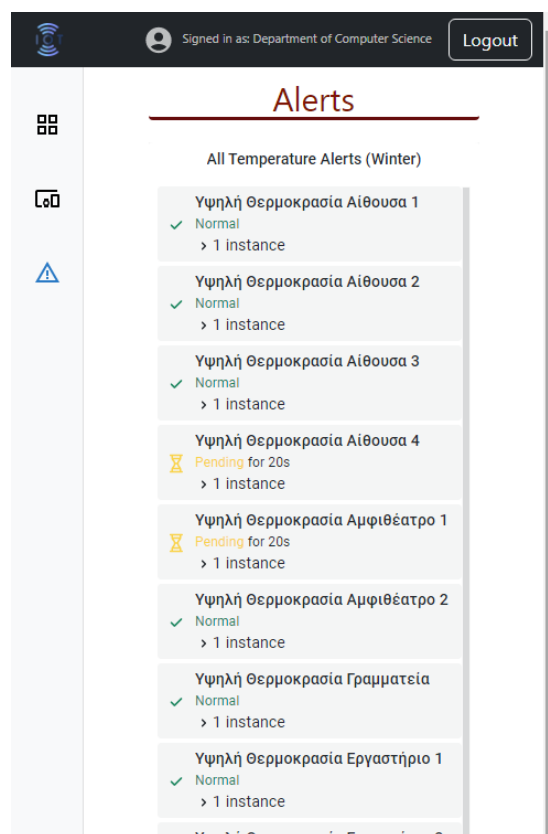 ICT
Signed in as: Department of Computer Science
Logout
Alerts
All Temperature Alerts (Winter)
Υψηλή Θερμοκρασία Αίθουσα 1
Normal
> 1 instance
Υψηλή Θερμοκρασία Αίθουσα 2
Normal
> 1 instance
Υψηλή Θερμοκρασία Αίθουσα 3
Normal
> 1 instance
Υψηλή Θερμοκρασία Αίθουσα 4
Pending for 20s
> 1 instance
Υψηλή Θερμοκρασία Αμφιθέατρο 1
Pending for 20s
> 1 instance
Υψηλή Θερμοκρασία Αμφιθέατρο 2
Normal
> 1 instance
Υψηλή Θερμοκρασία Γραμματεία
Normal
> 1 instance
Υψηλή Θερμοκρασία Εργαστήριο 1
Normal
> 1 instance